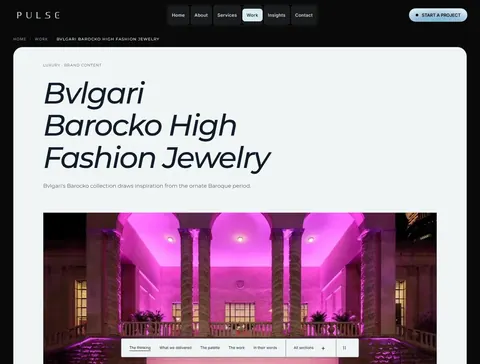 PULSE
Home About Services Work Insights Contact
START A PROJECT
HOME WORK BVLGARI BAROCKO HIGH FASHION JEWELRY
LUXURY · BRAND CONTENT
Bvlgari
Barocko High
Fashion Jewelry
Bvlgari's Barocko collection draws inspiration from the ornate Baroque period.
The thinking What we delivered The palette The work In their words All sections